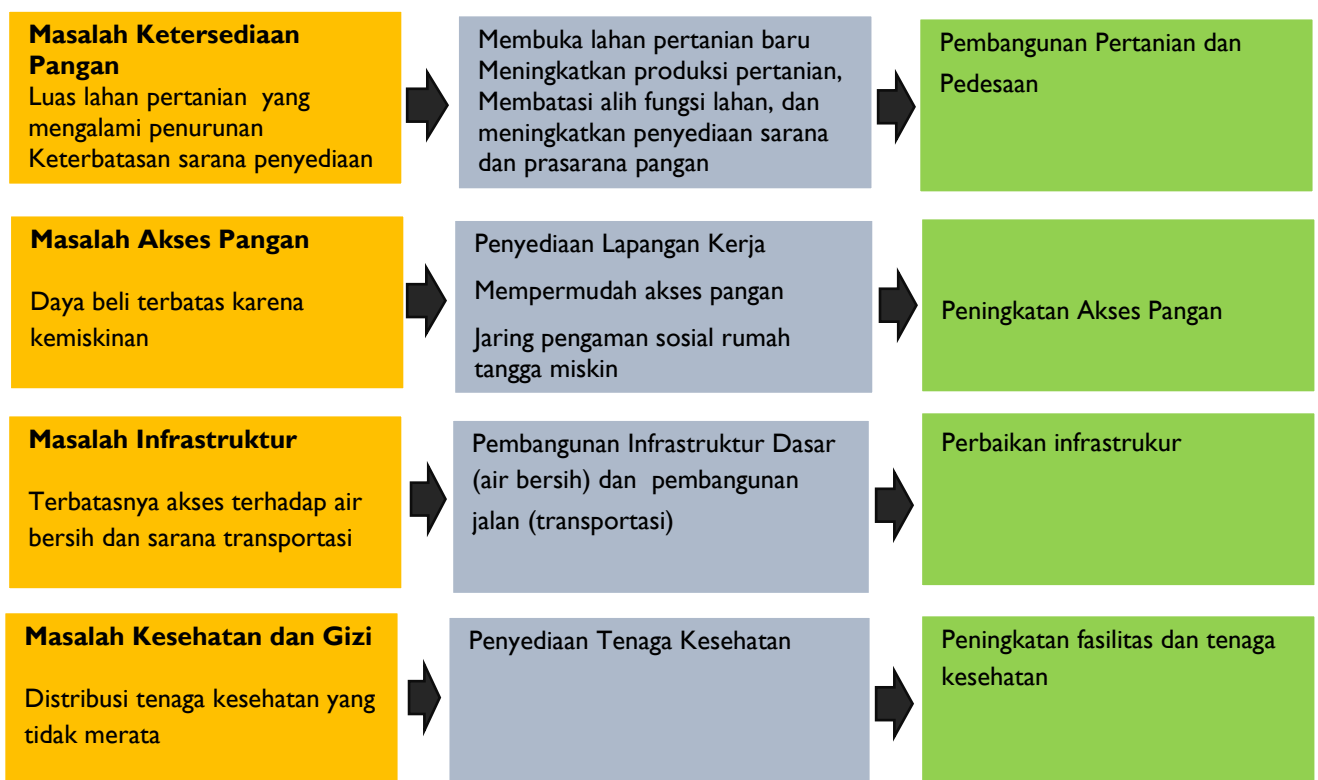 Masalah Ketersediaan
Pangan
Luas lahan pertanian yang
mengalami penurunan
Keterbatasan sarana penyediaan
Membuka lahan pertanian baru
Meningkatkan produksi pertanian,
Membatasi alih fungsi lahan, dan
meningkatkan penyediaan sarana
dan prasarana pangan
Pembangunan Pertanian dan
Pedesaan
Masalah Akses Pangan
Daya beli terbatas karena
kemiskinan
Penyediaan Lapangan Kerja
Mempermudah akses pangan
Jaring pengaman sosial rumah
tangga miskin
Peningkatan Akses Pangan
Masalah Infrastruktur
Terbatasnya akses terhadap air
bersih dan sarana transportasi
Pembangunan Infrastruktur Dasar
(air bersih) dan pembangunan
jalan (transportasi)
Perbaikan infrastrukur
Masalah Kesehatan dan Gizi
Distribusi tenaga kesehatan yang
tidak merata
Penyediaan Tenaga Kesehatan
Peningkatan fasilitas dan tenaga
kesehatan